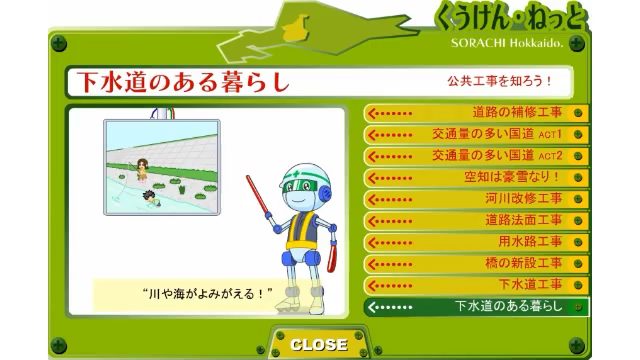 くうけん・ねっと
SORACHI Hokkaido.
下水道のある暮らし
公共工事を知ろう！
道路の補修工事
交通量の多い国道 ACT1
交通量の多い国道 ACT2
空知は豪雪なり！
河川改修工事
道路法面工事
用水路工事
橋の新設工事
下水道工事
下水道のある暮らし
“川や海がよみがえる！”
CLOSE